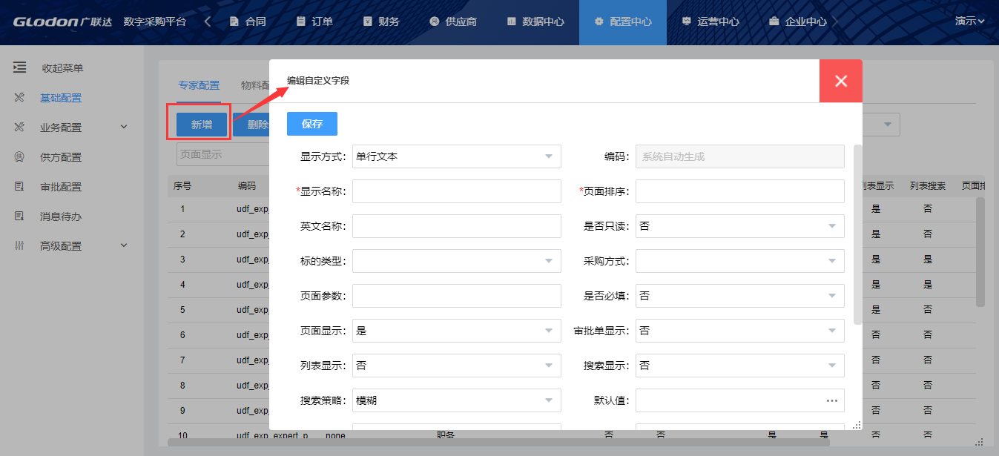 Glodon广联达 数字采购平台 合同 订单 财务 供应商 数据中心 配置中心 运营中心 企业中心 演示
收起菜单
基础配置
业务配置
供方配置
审批配置
消息待办
高级配置
专家配置 物料配
新增 删除
页面显示
序号 编码 列表显示 列表搜索 页面排
1 udf_exp_ 是 否
2 udf_exp_ 是 否
3 udf_exp_ 是 是
4 udf_exp_ 是 是
5 udf_exp_ 是 否
6 udf_exp_ 否 否
7 udf_exp_ 否 否
8 udf_exp_ 否 否
9 udf_exp_ 否 否
10 udf_exp_expert_p none 职务 否 否 是 是 否 否
编辑自定义字段
保存
显示方式: 单行文本 编码: 系统自动生成
*显示名称: *页面排序:
英文名称: 是否只读: 否
标的类型: 采购方式:
页面参数: 是否必填: 否
页面显示: 是 审批单显示: 否
列表显示: 否 搜索显示: 否
搜索策略: 模糊 默认值: ...